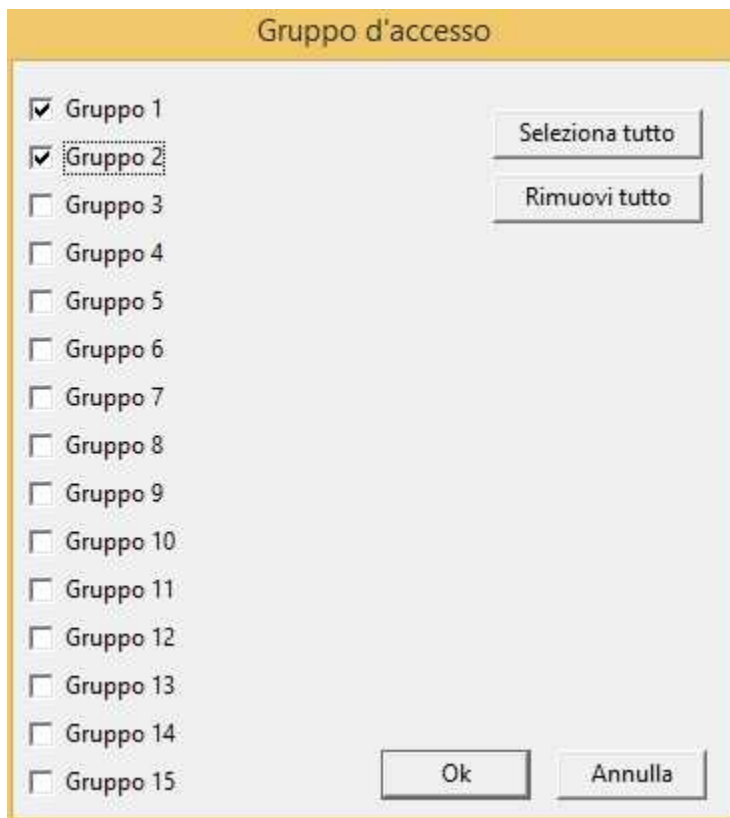 Gruppo d'accesso
Gruppo 1
Seleziona tutto
Gruppo 2
Rimuovi tutto
Gruppo 3
Gruppo 4
Gruppo 5
Gruppo 6
Gruppo 7
Gruppo 8
Gruppo 9
Gruppo 10
Gruppo 11
Gruppo 12
Gruppo 13
Gruppo 14
Gruppo 15
Ok
Annulla